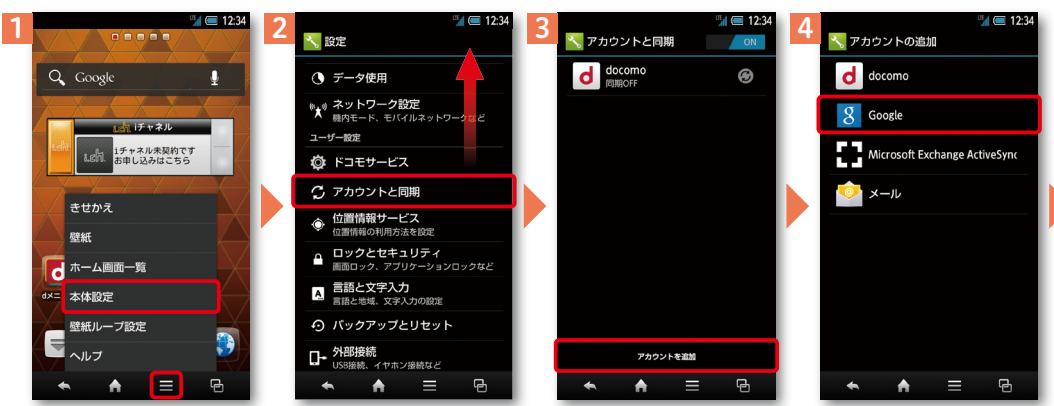 1
12:34
Google
i.ch. iチャネル
iチャネル未契約です
お申し込みはこちら
きせかえ
壁紙
ホーム画面一覧
本体設定
壁紙ループ設定
ヘルプ
dメニ
2
12:34
設定
データ使用
ネットワーク設定
機内モード、モバイルネットワークなど
ユーザー設定
ドコモサービス
アカウントと同期
位置情報サービス
位置情報の利用方法を設定
ロックとセキュリティ
画面ロック、アプリケーションロックなど
言語と文字入力
言語と地域、文字入力の設定
バックアップとリセット
外部接続
USB接続、イヤホン接続など
3
12:34
アカウントと同期
ON
docomo
同期OFF
アカウントを追加
4
12:34
アカウントの追加
docomo
Google
Microsoft Exchange ActiveSync
メール